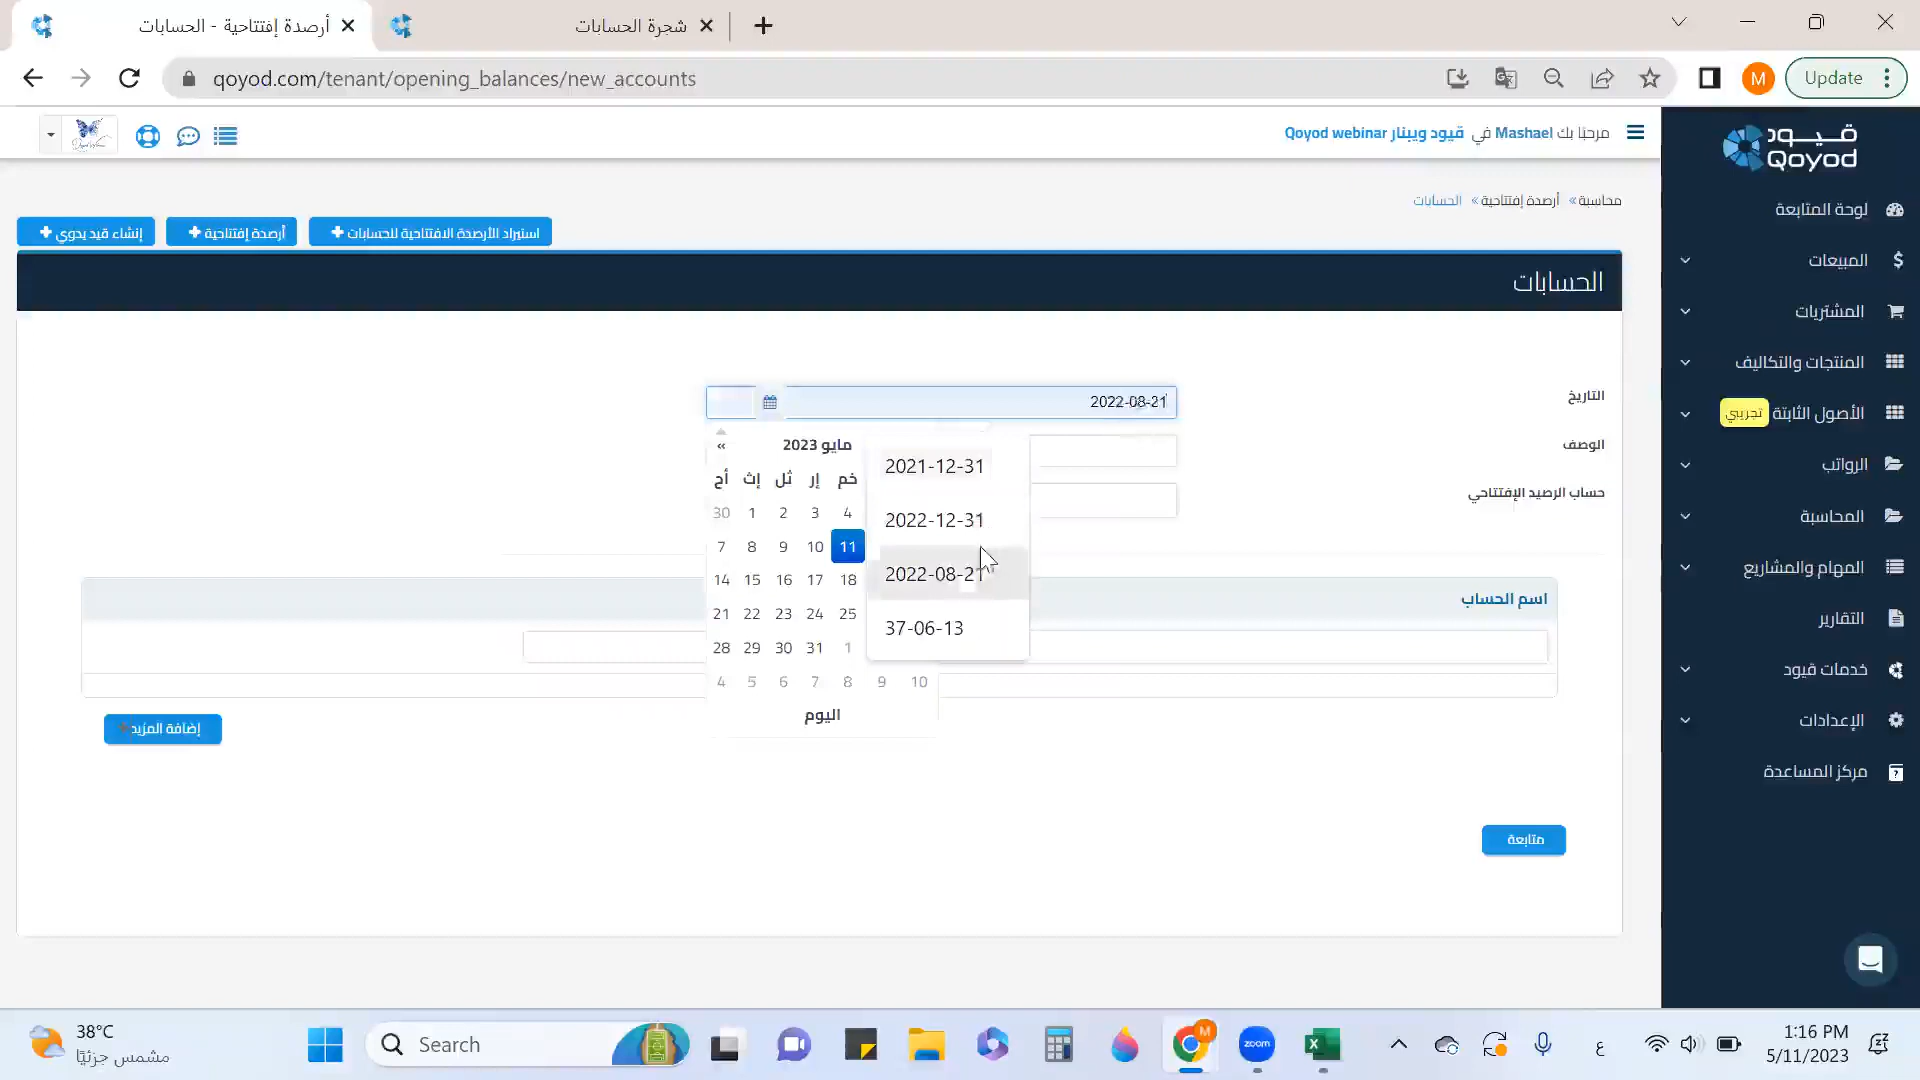 أرصدة إفتتاحية - الحسابات
شجرة الحسابات
qoyod.com/tenant/opening_balances/new_accounts
M
Update
مرحبًا بك Mashael في قيود ويبنار Qoyod webinar
قيود
Qoyod
لوحة المتابعة
المبيعات
المشتريات
المنتجات والتكاليف
الأصول الثابتة تجريبي
الرواتب
المحاسبة
المهام والمشاريع
التقارير
خدمات قيود
الإعدادات
مركز المساعدة
محاسبة » أرصدة إفتتاحية » الحسابات
استيراد الأرصدة الافتتاحية للحسابات +
أرصدة إفتتاحية +
إنشاء قيد يدوي +
الحسابات
التاريخ
2022-08-21
الوصف
حساب الرصيد الإفتتاحي
« مايو 2023
أح إث ثل إر خم
30 1 2 3 4
7 8 9 10 11
14 15 16 17 18
21 22 23 24 25
28 29 30 31 1
4 5 6 7 8 9 10
اليوم
2021-12-31
2022-12-31
2022-08-21
37-06-13
اسم الحساب
إضافة المزيد
متابعة
38°C
مشمس جزئيًا
Search
M
zoom
ع
1:16 PM
5/11/2023